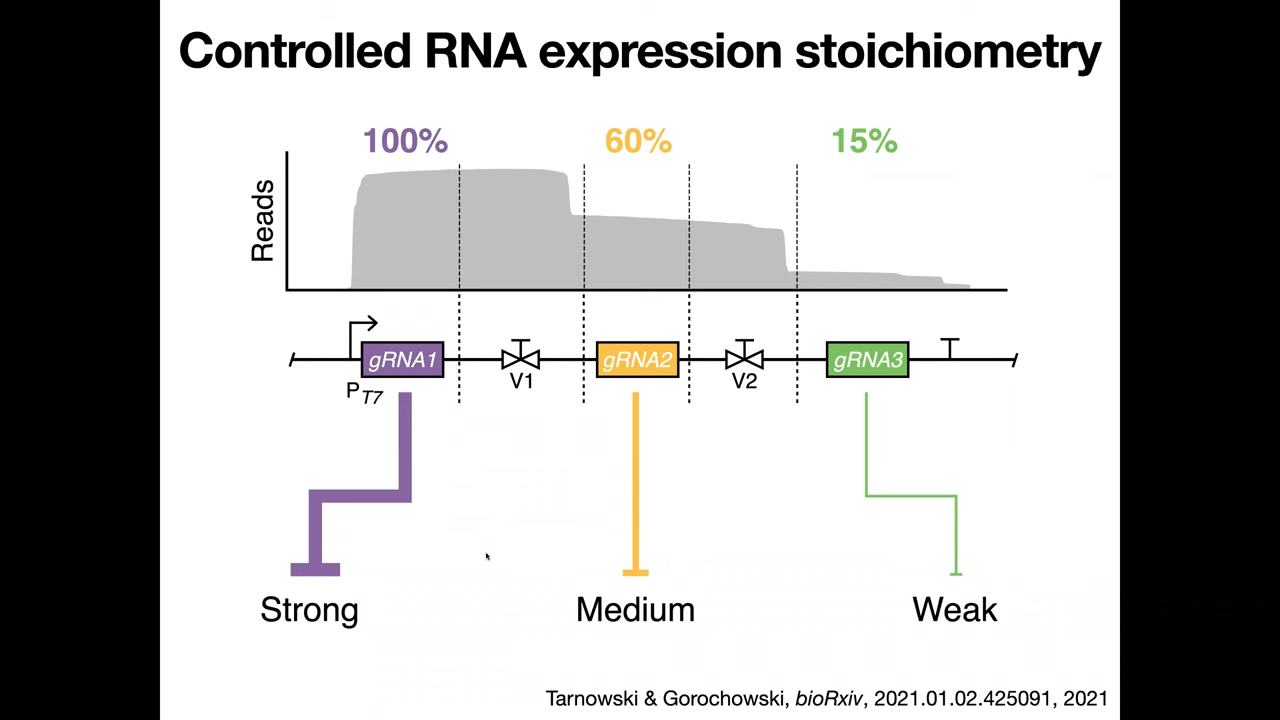 Controlled RNA expression stoichiometry
100% 60% 15%
Reads
gRNA1 gRNA2 gRNA3
V1 V2
PT7
Strong Medium Weak
Tarnowski & Gorochowski, bioRxiv, 2021.01.02.425091, 2021